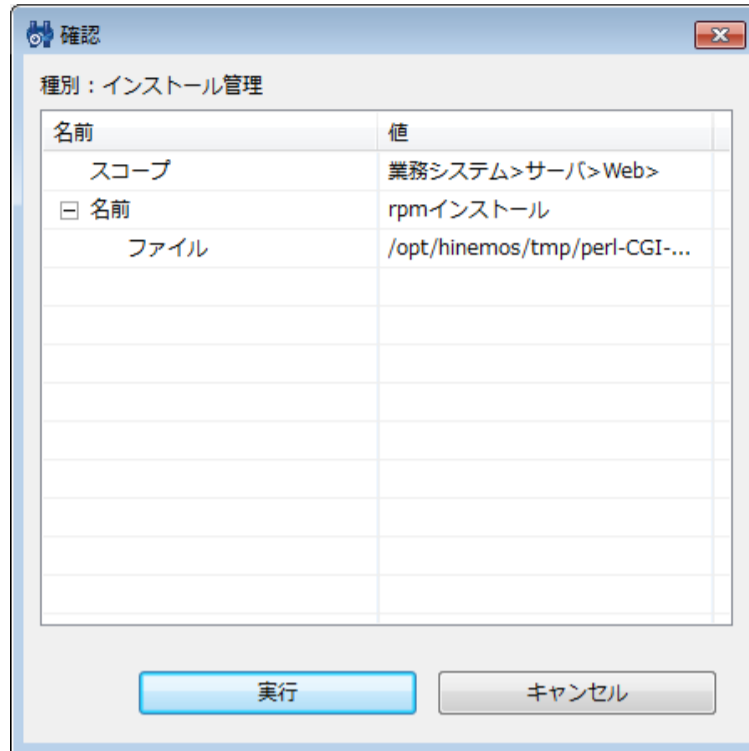 確認
種別：インストール管理
名前 値
スコープ 業務システム>サーバ>Web>
名前 rpmインストール
ファイル /opt/hinemos/tmp/perl-CGI-...
実行 キャンセル